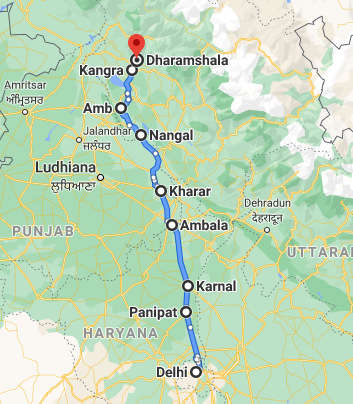 Dharamshala
Kangra
Amritsar
ਅੰਮ੍ਰਿਤਸਰ
Amb
Jalandhar
ਜਲੰਧਰ
Nangal
Ludhiana
ਲੁਧਿਆਣਾ
Kharar
Dehradun
देहरादून
Ambala
PUNJAB
UTTARA
Karnal
Panipat
HARYANA
Delhi